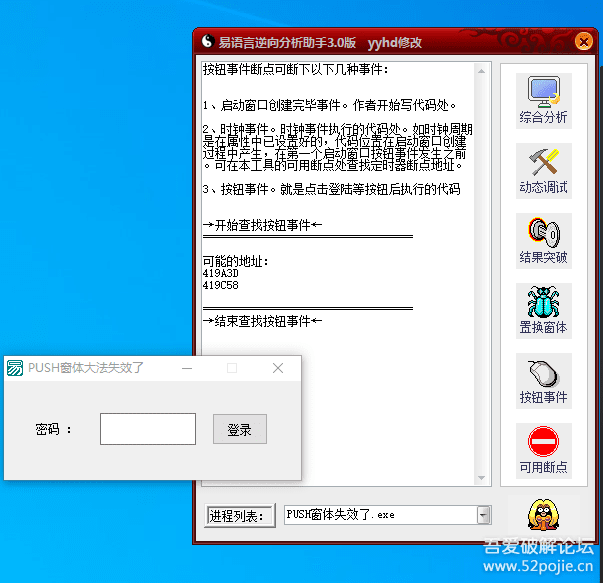 易语言逆向分析助手3.0版 yyhd修改
按钮事件断点可断下以下几种事件：
1、启动窗口创建完毕事件。作者开始写代码处。
2、时钟事件。时钟事件执行的代码处。如时钟周期
是在属性中已设置好的，代码位置在启动窗口创建
过程中产生，在第一个启动窗口按钮事件发生之前
。可在本工具的可用断点处查找定时器断点地址。
3、按钮事件。就是点击登陆等按钮后执行的代码
→开始查找按钮事件←
可能的地址：
419A3D
419C58
→结束查找按钮事件←
综合分析
动态调试
结果突破
置换窗体
按钮事件
可用断点
进程列表：
PUSH窗体失效了.exe
PUSH窗体大法失效了
密码 ：
登录
吾爱破解论坛
www.52pojie.cn